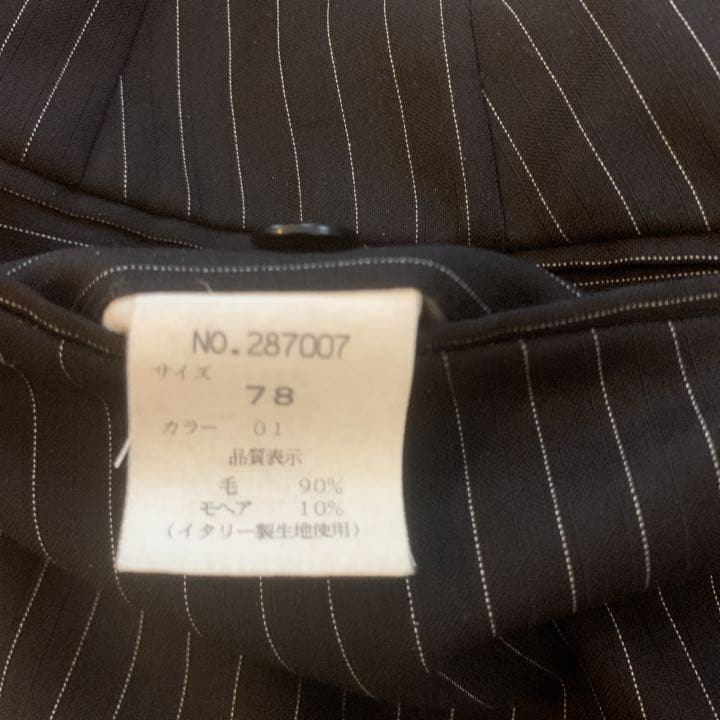 NO.287007
サイズ
78
カラー 01
品質表示
毛 90%
モヘア 10%
(イタリー製生地使用)